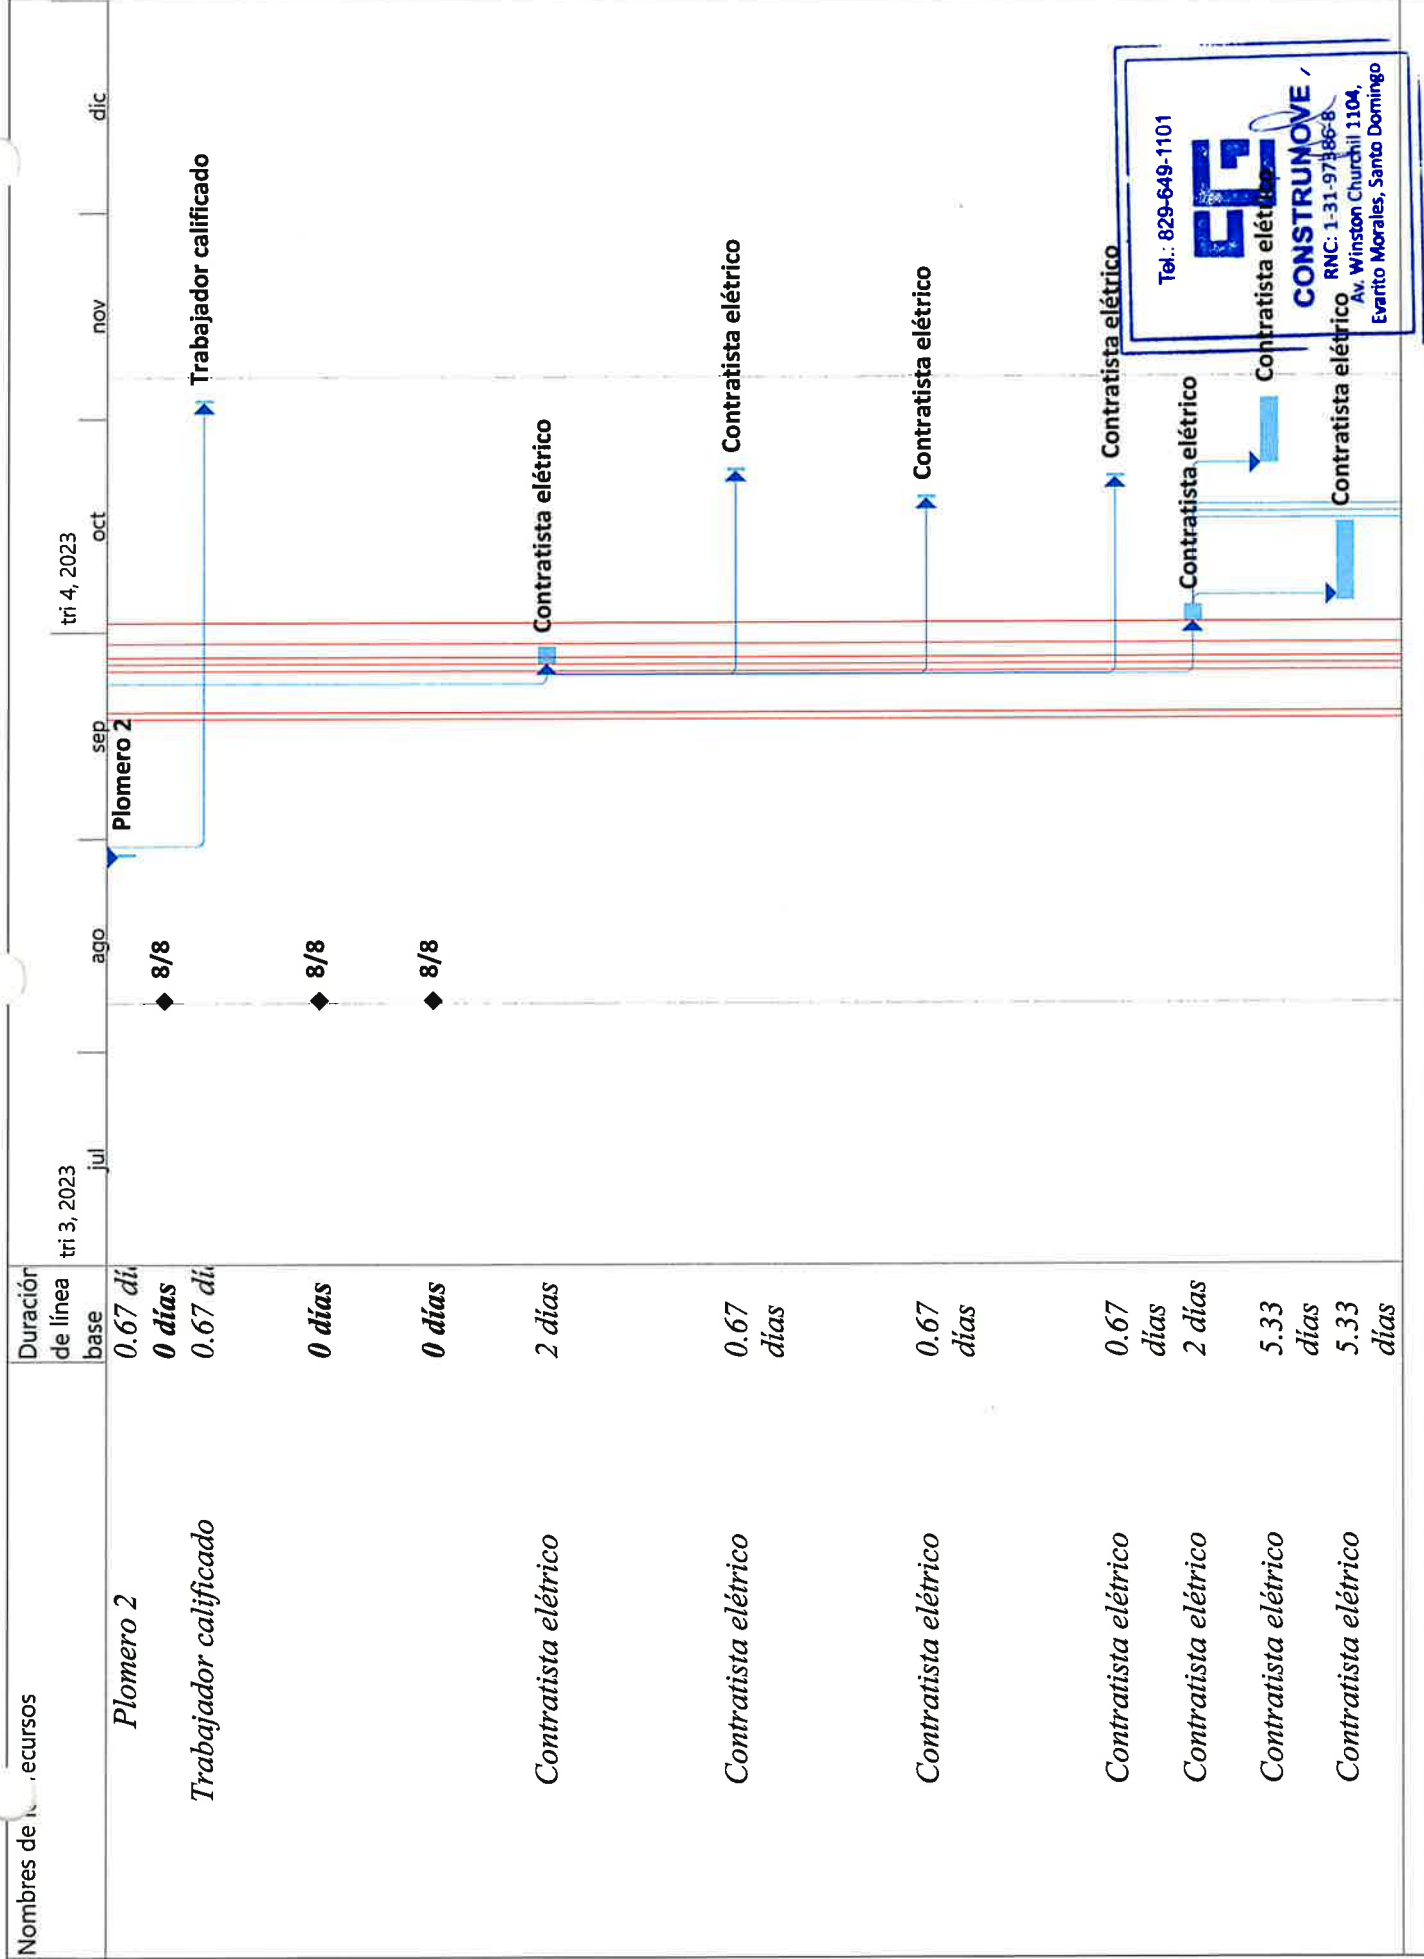 Nombres de
ecursos
Duración
de línea
base
tri 3, 2023
tri 4, 2023
jul
ago
sep
oct
nov
dic
Plomero 2
0.67 dí
Plomero 2
0 días
8/8
Trabajador calificado
0.67 dí
Trabajador calificado
0 días
8/8
0 días
8/8
Contratista elétrico
2 días
Contratista elétrico
Contratista elétrico
0.67
días
Contratista elétrico
Contratista elétrico
0.67
días
Contratista elétrico
Contratista elétrico
0.67
días
Contratista elétrico
Contratista elétrico
2 días
Contratista elétrico
Contratista elétrico
5.33
días
Contratista elétrico
Contratista elétrico
5.33
días
Contratista elétrico
Tel.: 829-649-1101
CONSTRUNOVE
RNC: 1-31-97386-8
Av. Winston Churchil 1104,
Evarito Morales, Santo Domingo